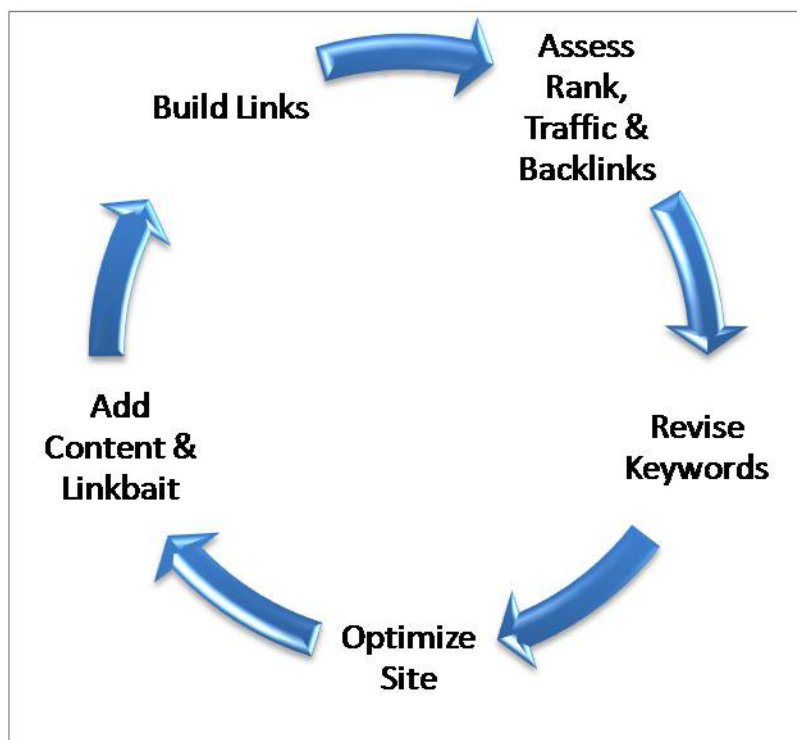 Build Links
Assess
Rank,
Traffic &
Backlinks
Revise
Keywords
Optimize
Site
Add
Content &
Linkbait